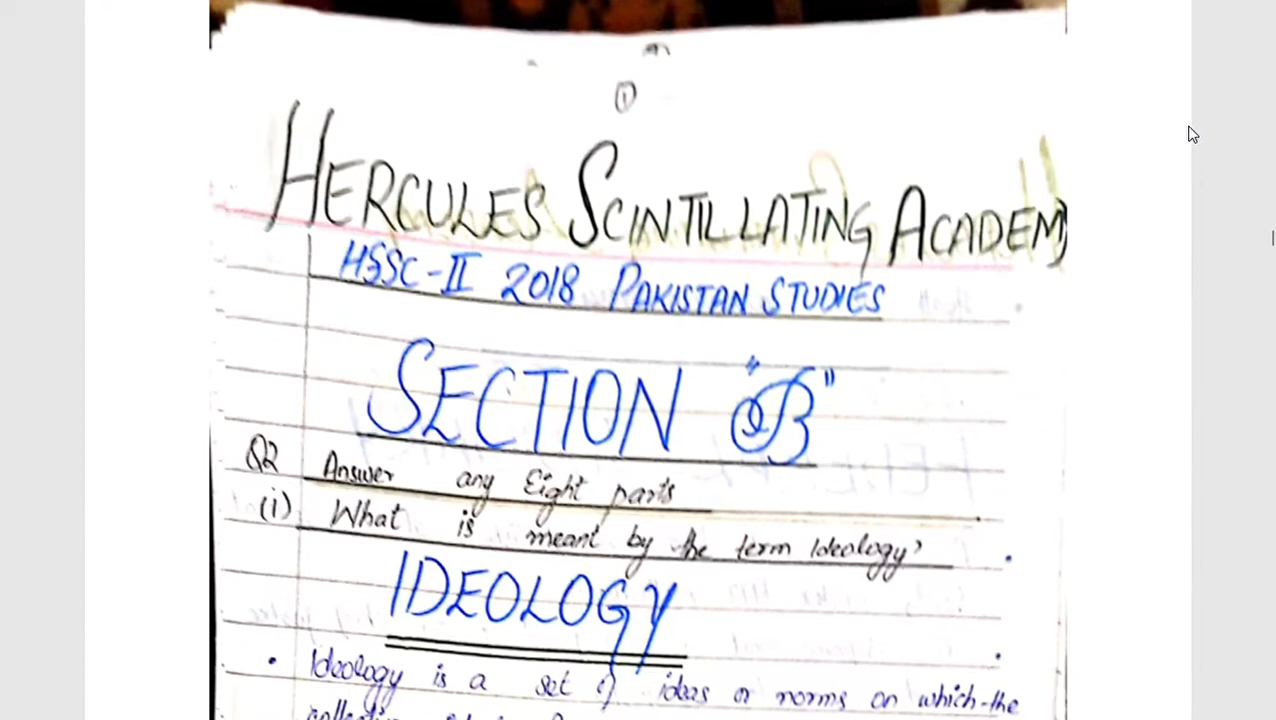 ①
HERCULES SCINTILLATING ACADEM
HSSC-II 2018 PAKISTAN STUDIES
SECTION "B"
Q2 Answer any Eight parts
(i) What is meant by the term Ideology?
IDEOLOGY
• Ideology is a set of ideas or norms on which the